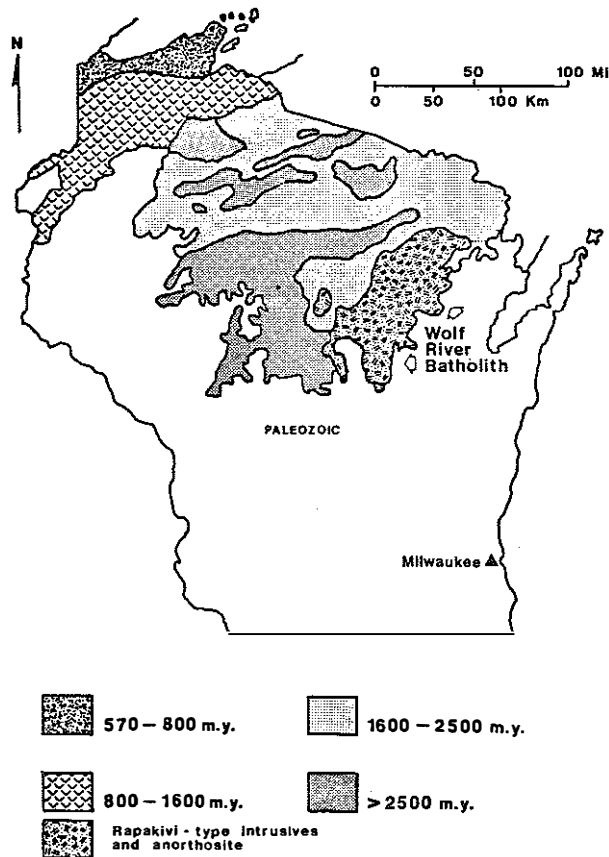 N
0 50 100 Mi
0 50 100 Km
Wolf
River
Batholith
PALEOZOIC
Milwaukee
570 – 800 m.y.
1600 – 2500 m.y.
800 – 1600 m.y.
> 2500 m.y.
Rapakivi - type intrusives
and anorthosite